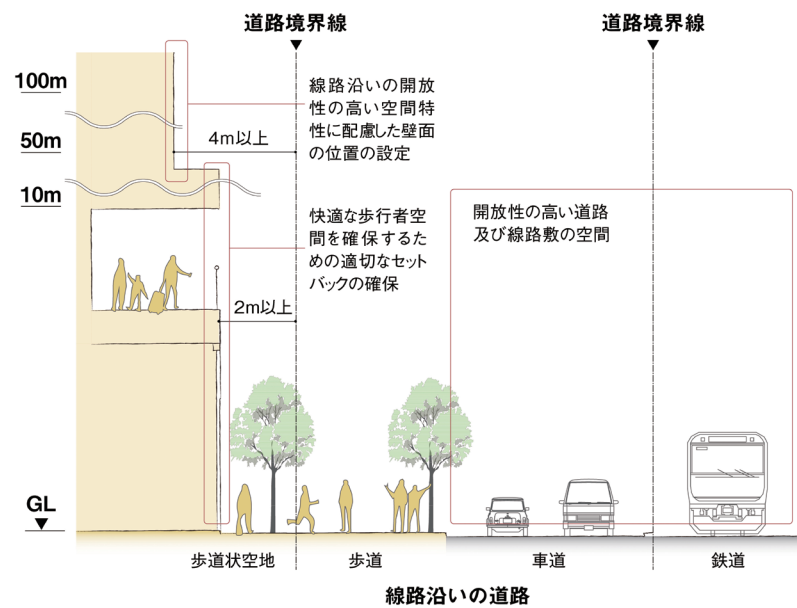 道路境界線
道路境界線
100m
50m
10m
GL
線路沿いの開放
性の高い空間特
性に配慮した壁面
の位置の設定
4m以上
快適な歩行者空
間を確保するた
めの適切なセット
バックの確保
2m以上
開放性の高い道路
及び線路敷の空間
歩道状空地
歩道
車道
鉄道
線路沿いの道路